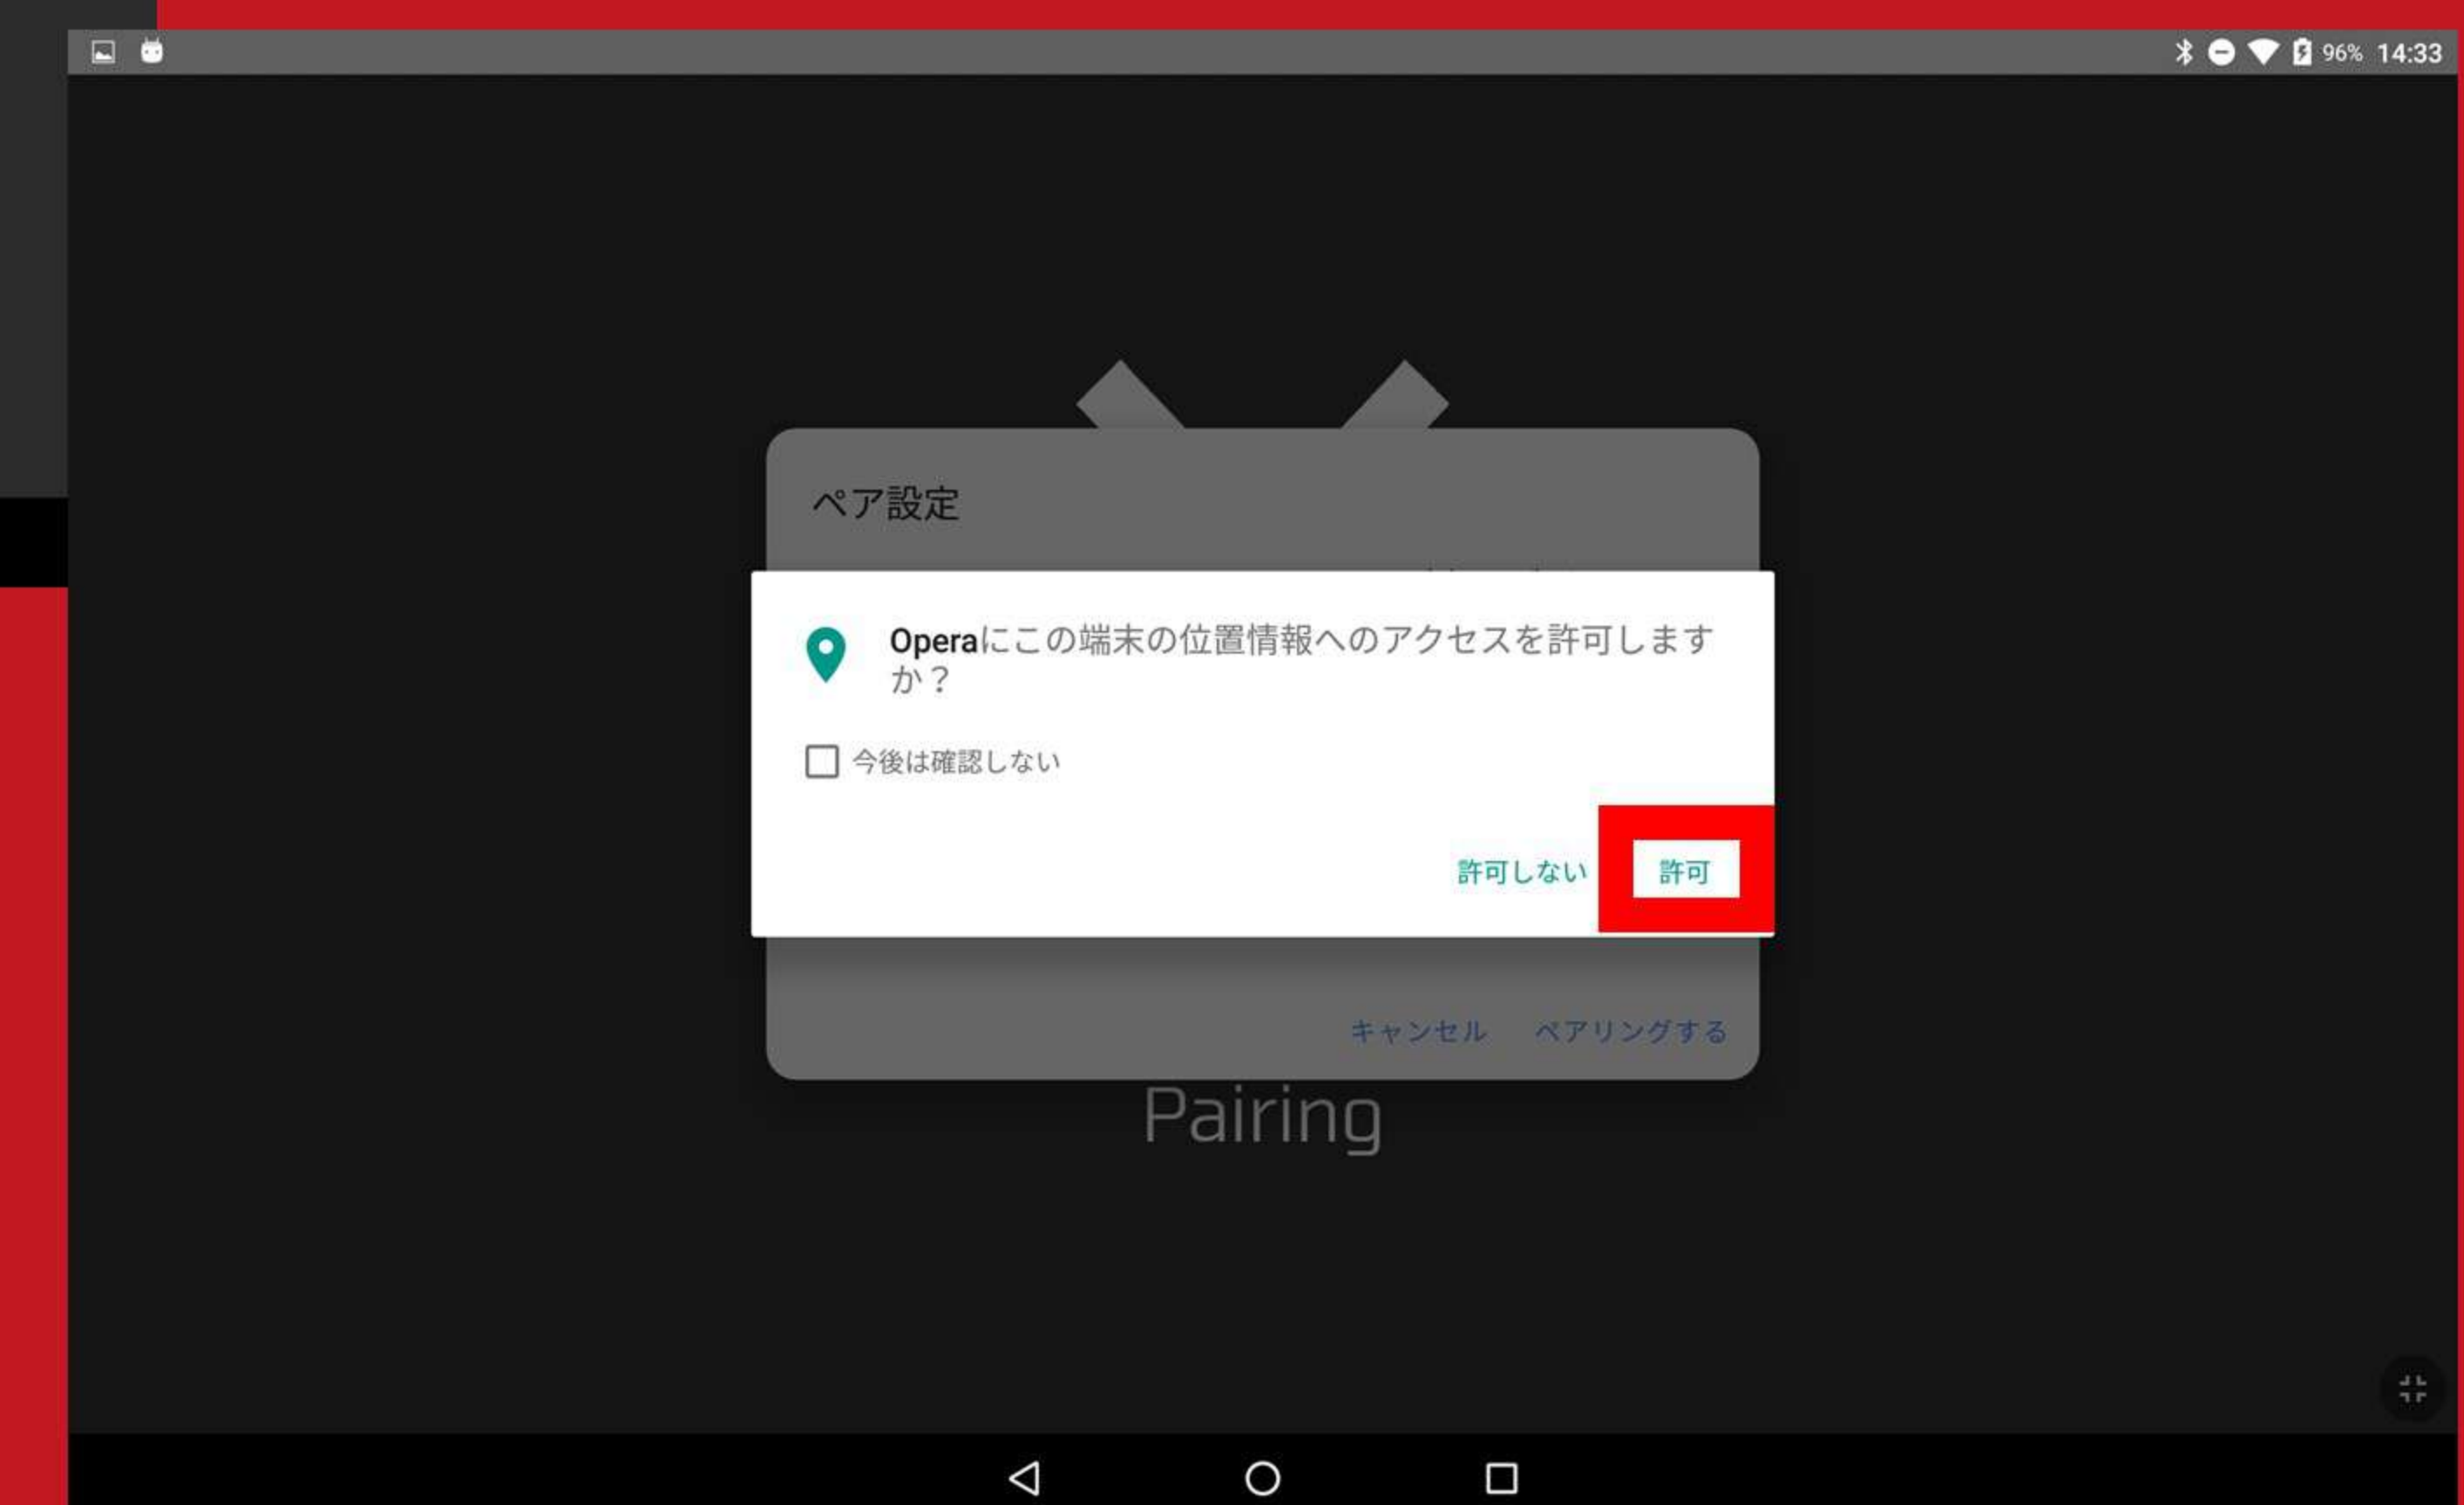 96% 14:33
ペア設定
Operaにこの端末の位置情報へのアクセスを許可します
か？
今後は確認しない
許可しない 許可
キャンセル ペアリングする
Pairing